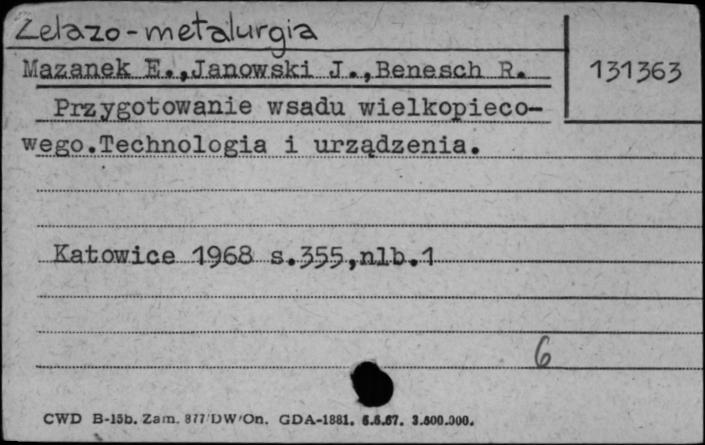 Żelazo-metalurgia
Mazanek E.,Janowski J.,Benesch R.
131363
Przygotowanie wsadu wielkopieco-
wego.Technologia i urządzenia.
Katowice 1968 s.355,nlb.1
6
CWD B-15b. Zam. 877/DW/On. GDA-1881. 6.6.67. 3.500.000.